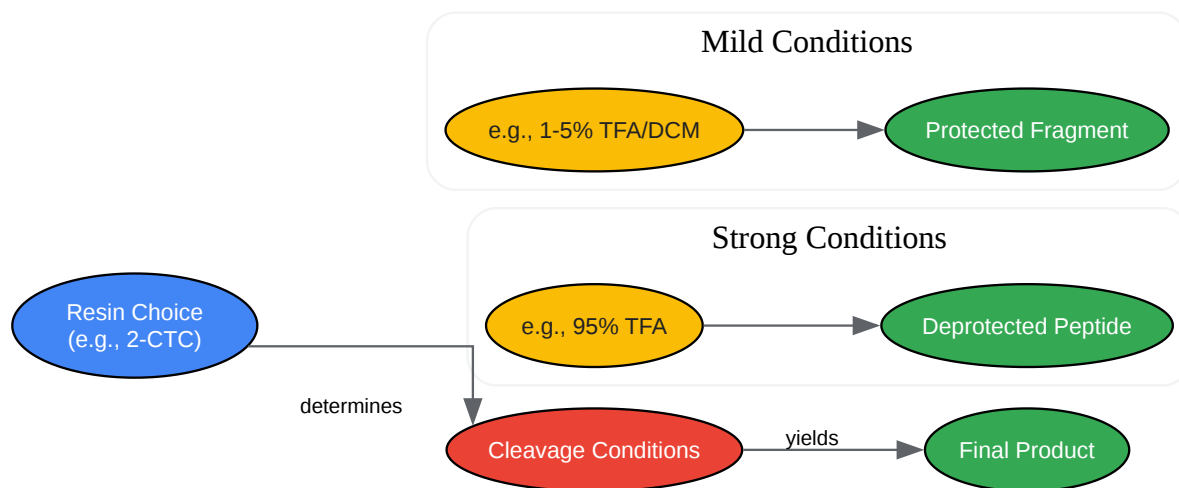 Mild Conditions
e.g., 1-5% TFA/DCM
Protected Fragment
Strong Conditions
Resin Choice
(e.g., 2-CTC)
e.g., 95% TFA
Deprotected Peptide
determines
Cleavage Conditions
yields
Final Product